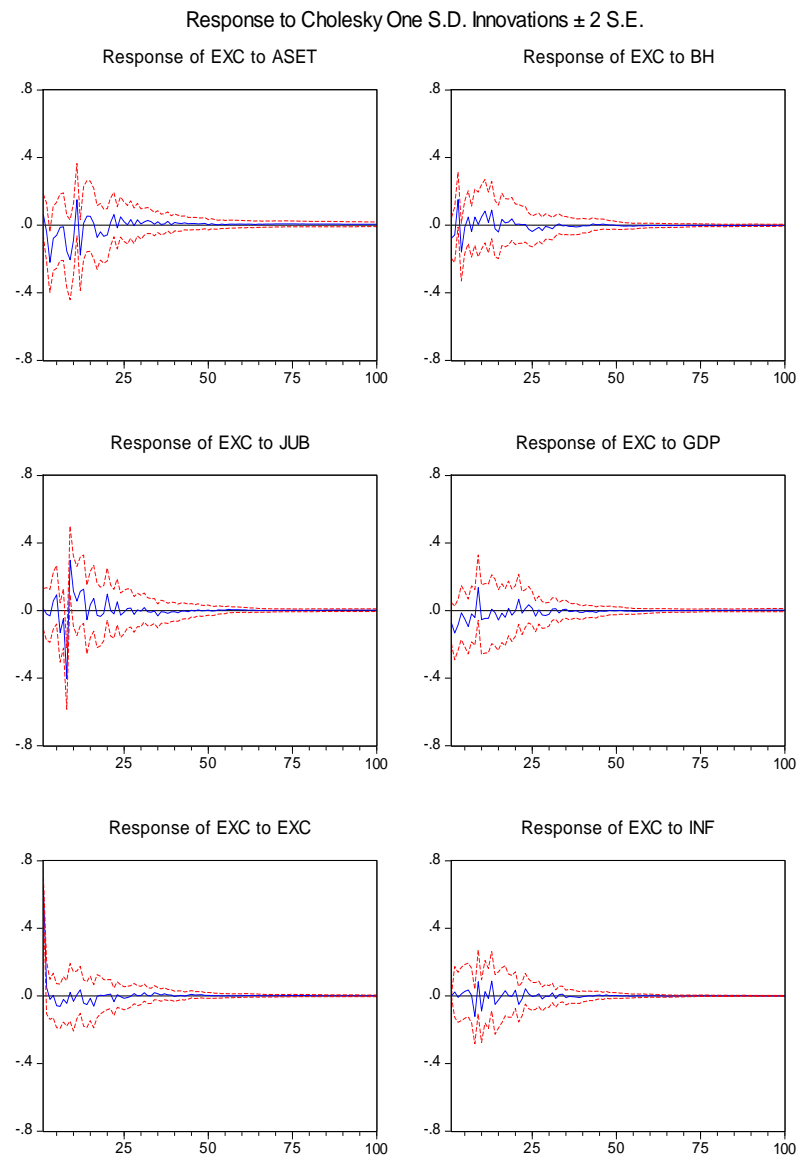 Response to Cholesky One S.D. Innovations ± 2 S.E.
Response of EXC to ASET
.8
.4
.0
-.4
-.8
25 50 75 100
Response of EXC to BH
.8
.4
.0
-.4
-.8
25 50 75 100
Response of EXC to JUB
.8
.4
.0
-.4
-.8
25 50 75 100
Response of EXC to GDP
.8
.4
.0
-.4
-.8
25 50 75 100
Response of EXC to EXC
.8
.4
.0
-.4
-.8
25 50 75 100
Response of EXC to INF
.8
.4
.0
-.4
-.8
25 50 75 100